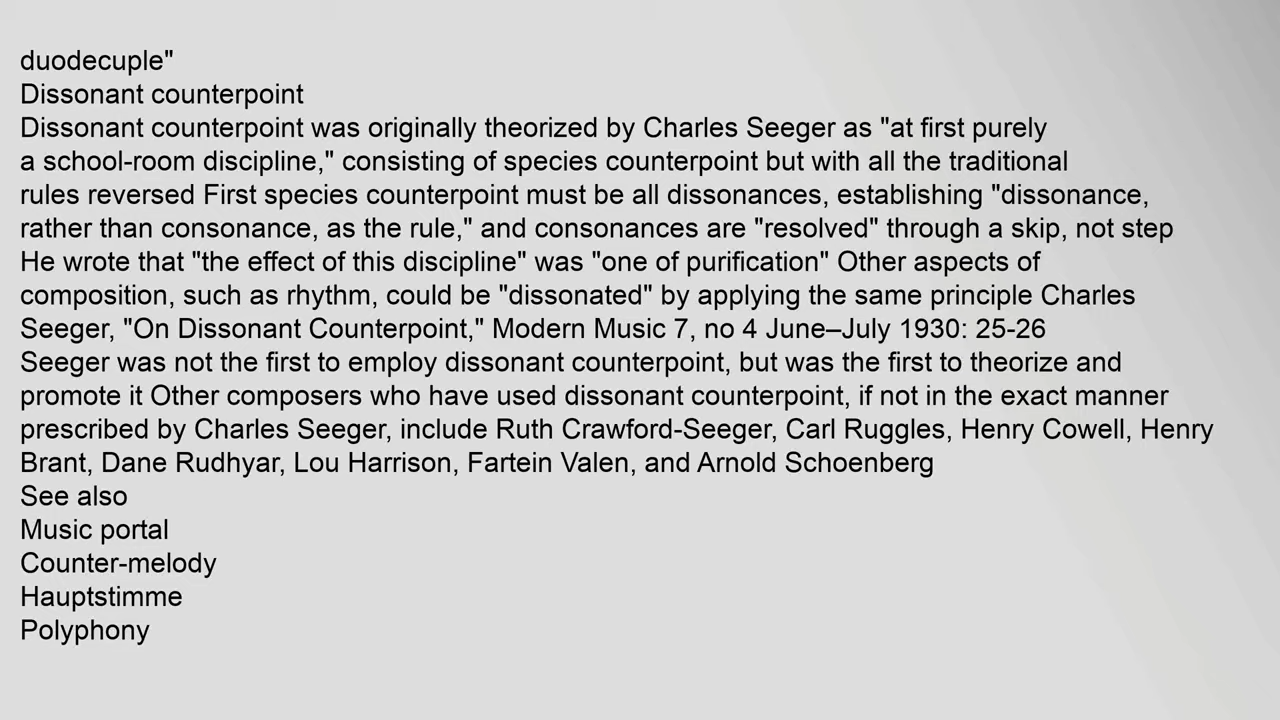 duodecuple"
Dissonant counterpoint
Dissonant counterpoint was originally theorized by Charles Seeger as "at first purely
a school-room discipline," consisting of species counterpoint but with all the traditional
rules reversed First species counterpoint must be all dissonances, establishing "dissonance,
rather than consonance, as the rule," and consonances are "resolved" through a skip, not step
He wrote that "the effect of this discipline" was "one of purification" Other aspects of
composition, such as rhythm, could be "dissonated" by applying the same principle Charles
Seeger, "On Dissonant Counterpoint," Modern Music 7, no 4 June–July 1930: 25-26
Seeger was not the first to employ dissonant counterpoint, but was the first to theorize and
promote it Other composers who have used dissonant counterpoint, if not in the exact manner
prescribed by Charles Seeger, include Ruth Crawford-Seeger, Carl Ruggles, Henry Cowell, Henry
Brant, Dane Rudhyar, Lou Harrison, Fartein Valen, and Arnold Schoenberg
See also
Music portal
Counter-melody
Hauptstimme
Polyphony